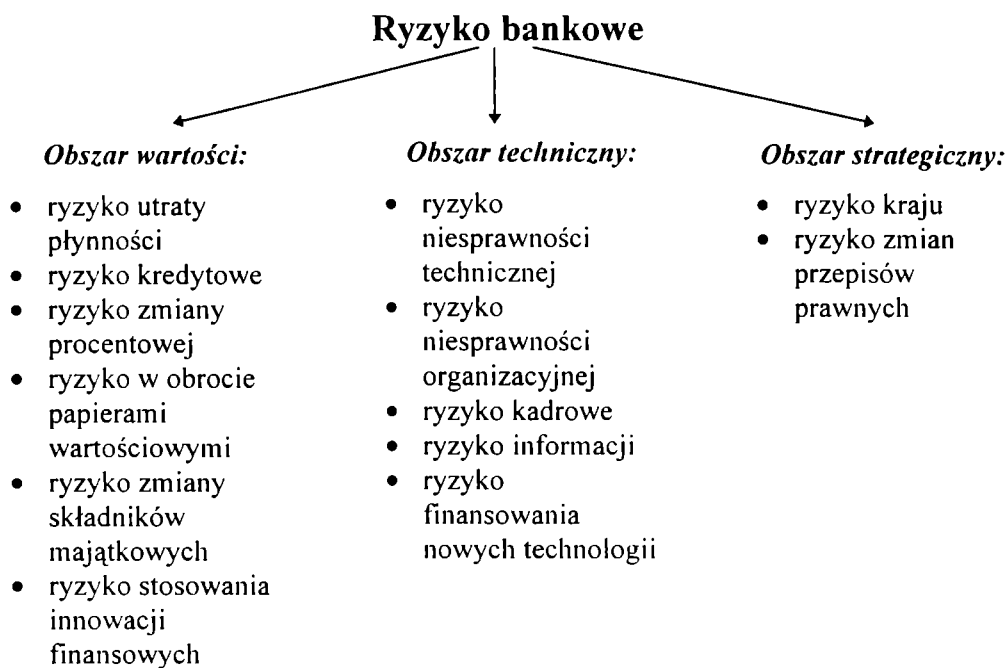 Ryzyko bankowe
Obszar wartości:
• ryzyko utraty
płynności
• ryzyko kredytowe
• ryzyko zmiany
procentowej
• ryzyko w obrocie
papierami
wartościowymi
• ryzyko zmiany
składników
majątkowych
• ryzyko stosowania
innowacji
finansowych
Obszar techniczny:
• ryzyko
niesprawności
technicznej
• ryzyko
niesprawności
organizacyjnej
• ryzyko kadrowe
• ryzyko informacji
• ryzyko
finansowania
nowych technologii
Obszar strategiczny:
• ryzyko kraju
• ryzyko zmian
przepisów
prawnych